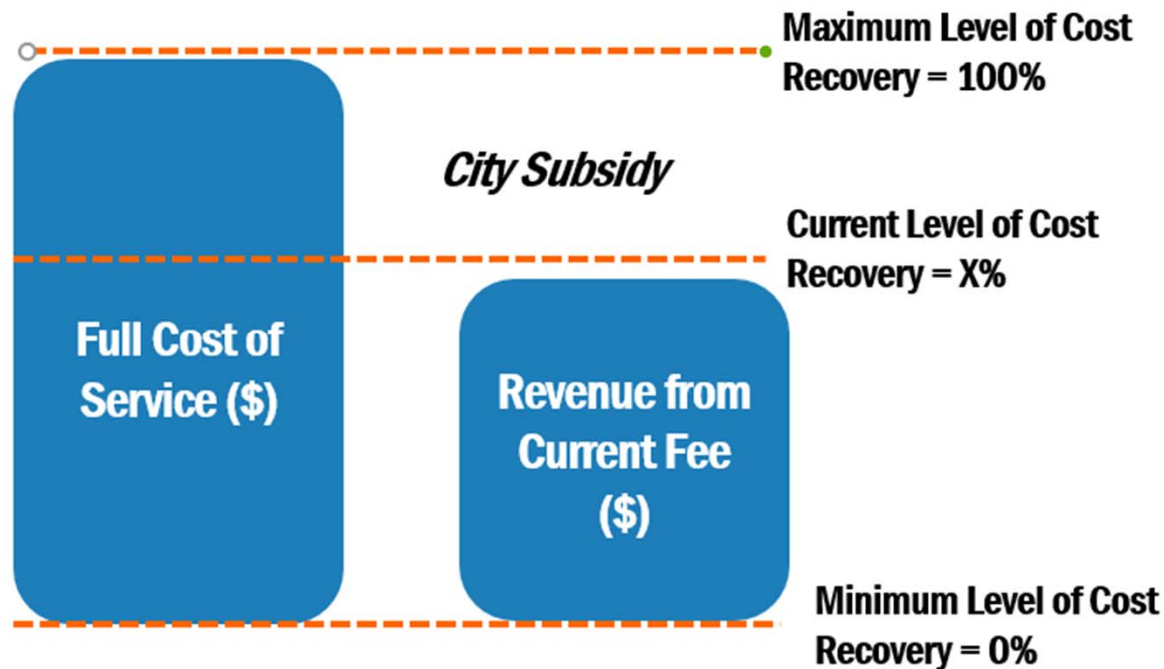 Maximum Level of Cost
Recovery = 100%
City Subsidy
Current Level of Cost
Recovery = X%
Full Cost of
Service ($)
Revenue from
Current Fee
($)
Minimum Level of Cost
Recovery = 0%